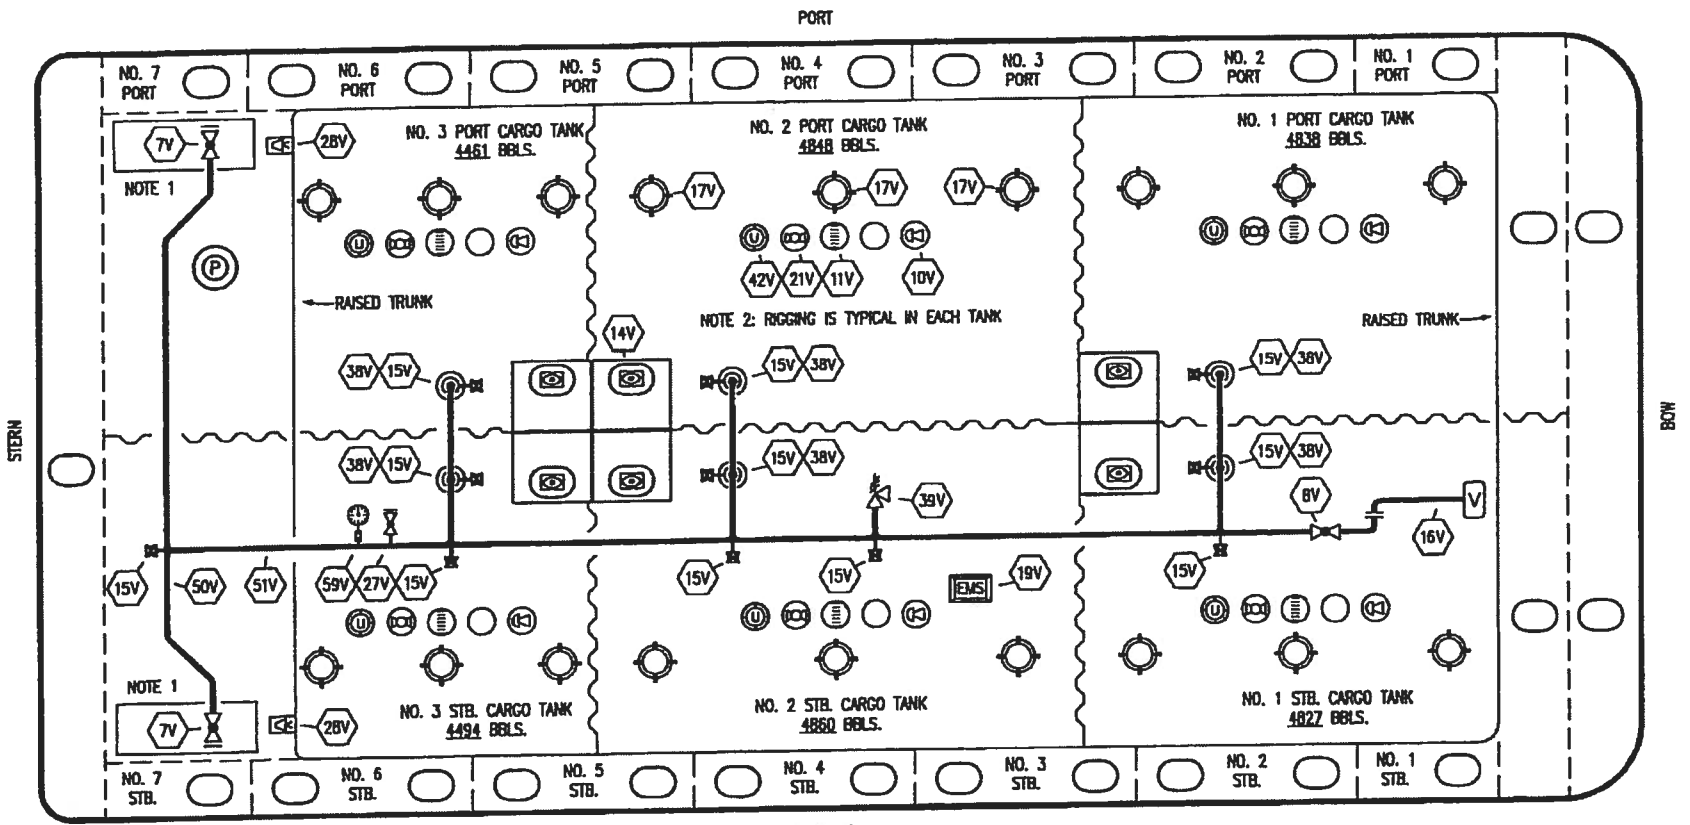 PORT
NO. 7
PORT
NO. 6
PORT
NO. 5
PORT
NO. 4
PORT
NO. 3
PORT
NO. 2
PORT
NO. 1
PORT
7V
28V
NOTE 1
NO. 3 PORT CARGO TANK
4461 BBLS.
NO. 2 PORT CARGO TANK
4848 BBLS.
NO. 1 PORT CARGO TANK
4838 BBLS.
17V
17V
17V
P
U
U
U
42V
21V
11V
10V
RAISED TRUNK
NOTE 2: RIGGING IS TYPICAL IN EACH TANK
RAISED TRUNK
14V
38V
15V
15V
38V
15V
38V
STERN
BOW
38V
15V
15V
38V
15V
38V
39V
8V
V
16V
15V
50V
51V
59V
27V
15V
15V
15V
EMS
19V
15V
U
U
U
NOTE 1
7V
28V
NO. 3 STB. CARGO TANK
4494 BBLS.
NO. 2 STB. CARGO TANK
4860 BBLS.
NO. 1 STB. CARGO TANK
4827 BBLS.
NO. 7
STB.
NO. 6
STB.
NO. 5
STB.
NO. 4
STB.
NO. 3
STB.
NO. 2
STB.
NO. 1
STB.